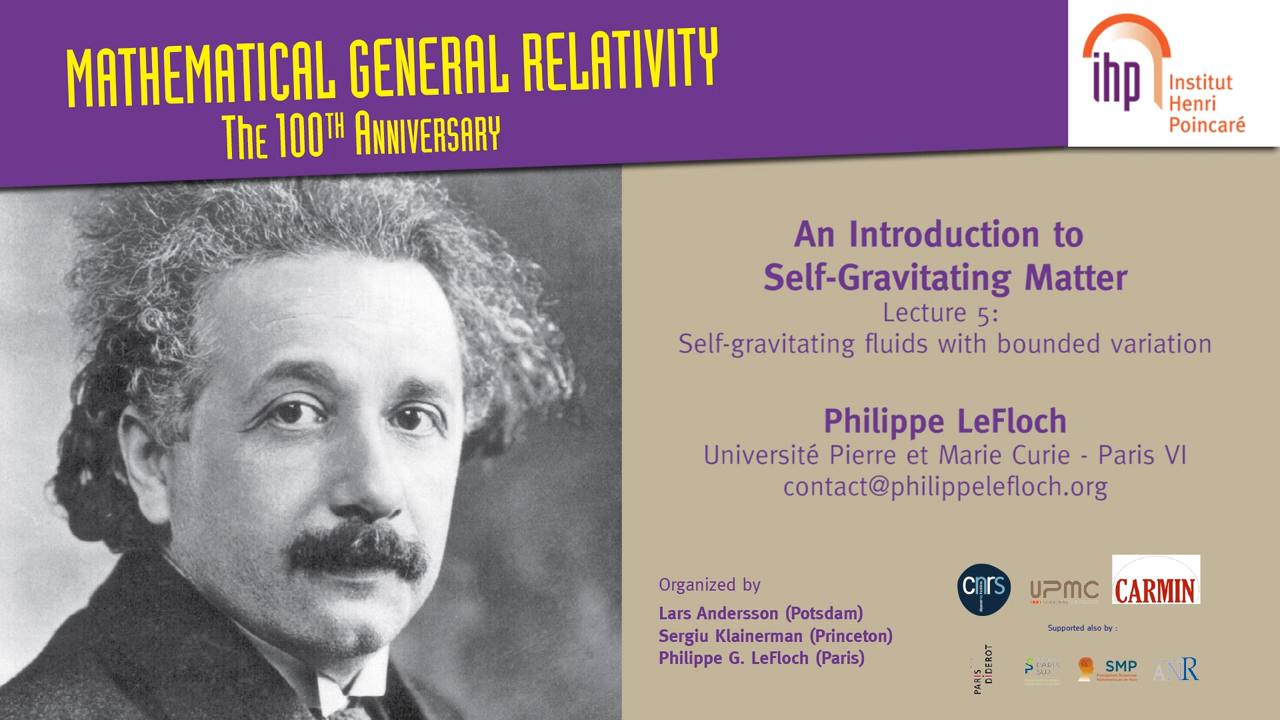 MATHEMATICAL GENERAL RELATIVITY
THE 100TH ANNIVERSARY
ihp Institut
Henri
Poincaré
An Introduction to
Self-Gravitating Matter
Lecture 5:
Self-gravitating fluids with bounded variation
Philippe LeFloch
Université Pierre et Marie Curie - Paris VI
contact@philippelefloch.org
Organized by
Lars Andersson (Potsdam)
Sergiu Klainerman (Princeton)
Philippe G. LeFloch (Paris)
cnrs
UPMC
CARMIN
Supported also by :
PARIS DIDEROT
PARIS SUD
SMP
ANR